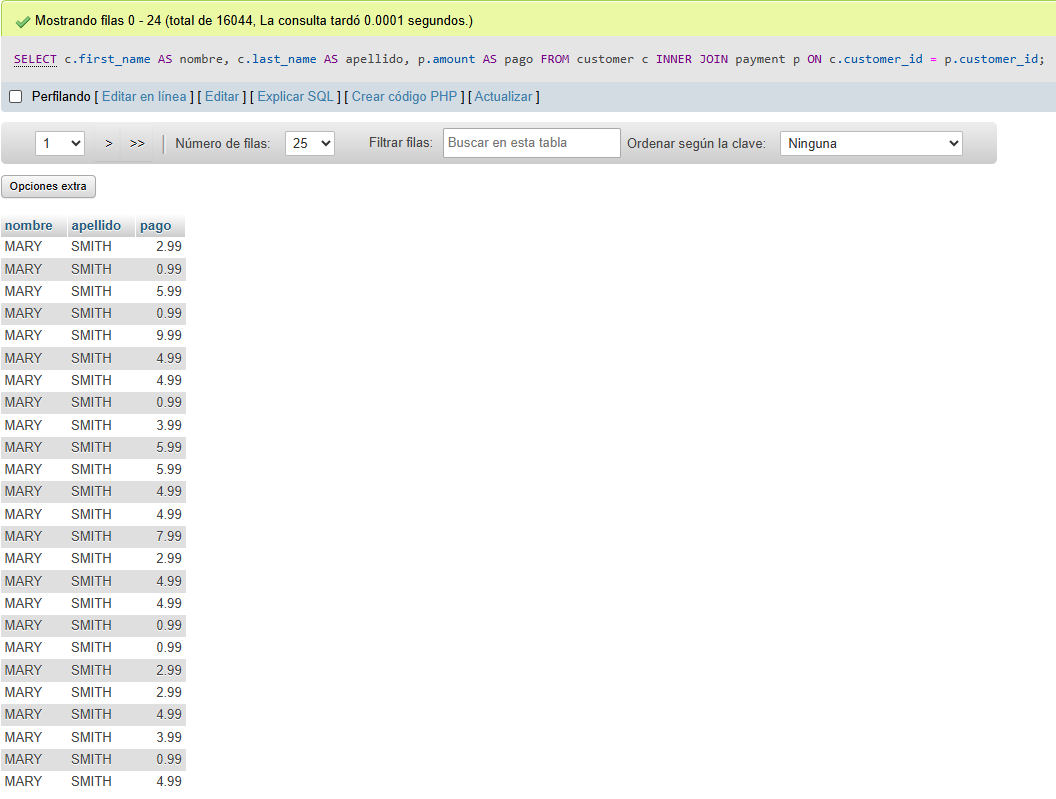 Mostrando filas 0 - 24 (total de 16044, La consulta tardó 0.0001 segundos.)
SELECT c.first_name AS nombre, c.last_name AS apellido, p.amount AS pago FROM customer c INNER JOIN payment p ON c.customer_id = p.customer_id;
Perfilando [ Editar en línea ] [ Editar ] [ Explicar SQL ] [ Crear código PHP ] [ Actualizar ]
1 > >> | Número de filas: 25 Filtrar filas: Buscar en esta tabla Ordenar según la clave: Ninguna
Opciones extra
nombre apellido pago
MARY SMITH 2.99
MARY SMITH 0.99
MARY SMITH 5.99
MARY SMITH 0.99
MARY SMITH 9.99
MARY SMITH 4.99
MARY SMITH 4.99
MARY SMITH 0.99
MARY SMITH 3.99
MARY SMITH 5.99
MARY SMITH 5.99
MARY SMITH 4.99
MARY SMITH 4.99
MARY SMITH 7.99
MARY SMITH 2.99
MARY SMITH 4.99
MARY SMITH 4.99
MARY SMITH 0.99
MARY SMITH 0.99
MARY SMITH 2.99
MARY SMITH 2.99
MARY SMITH 4.99
MARY SMITH 3.99
MARY SMITH 0.99
MARY SMITH 4.99